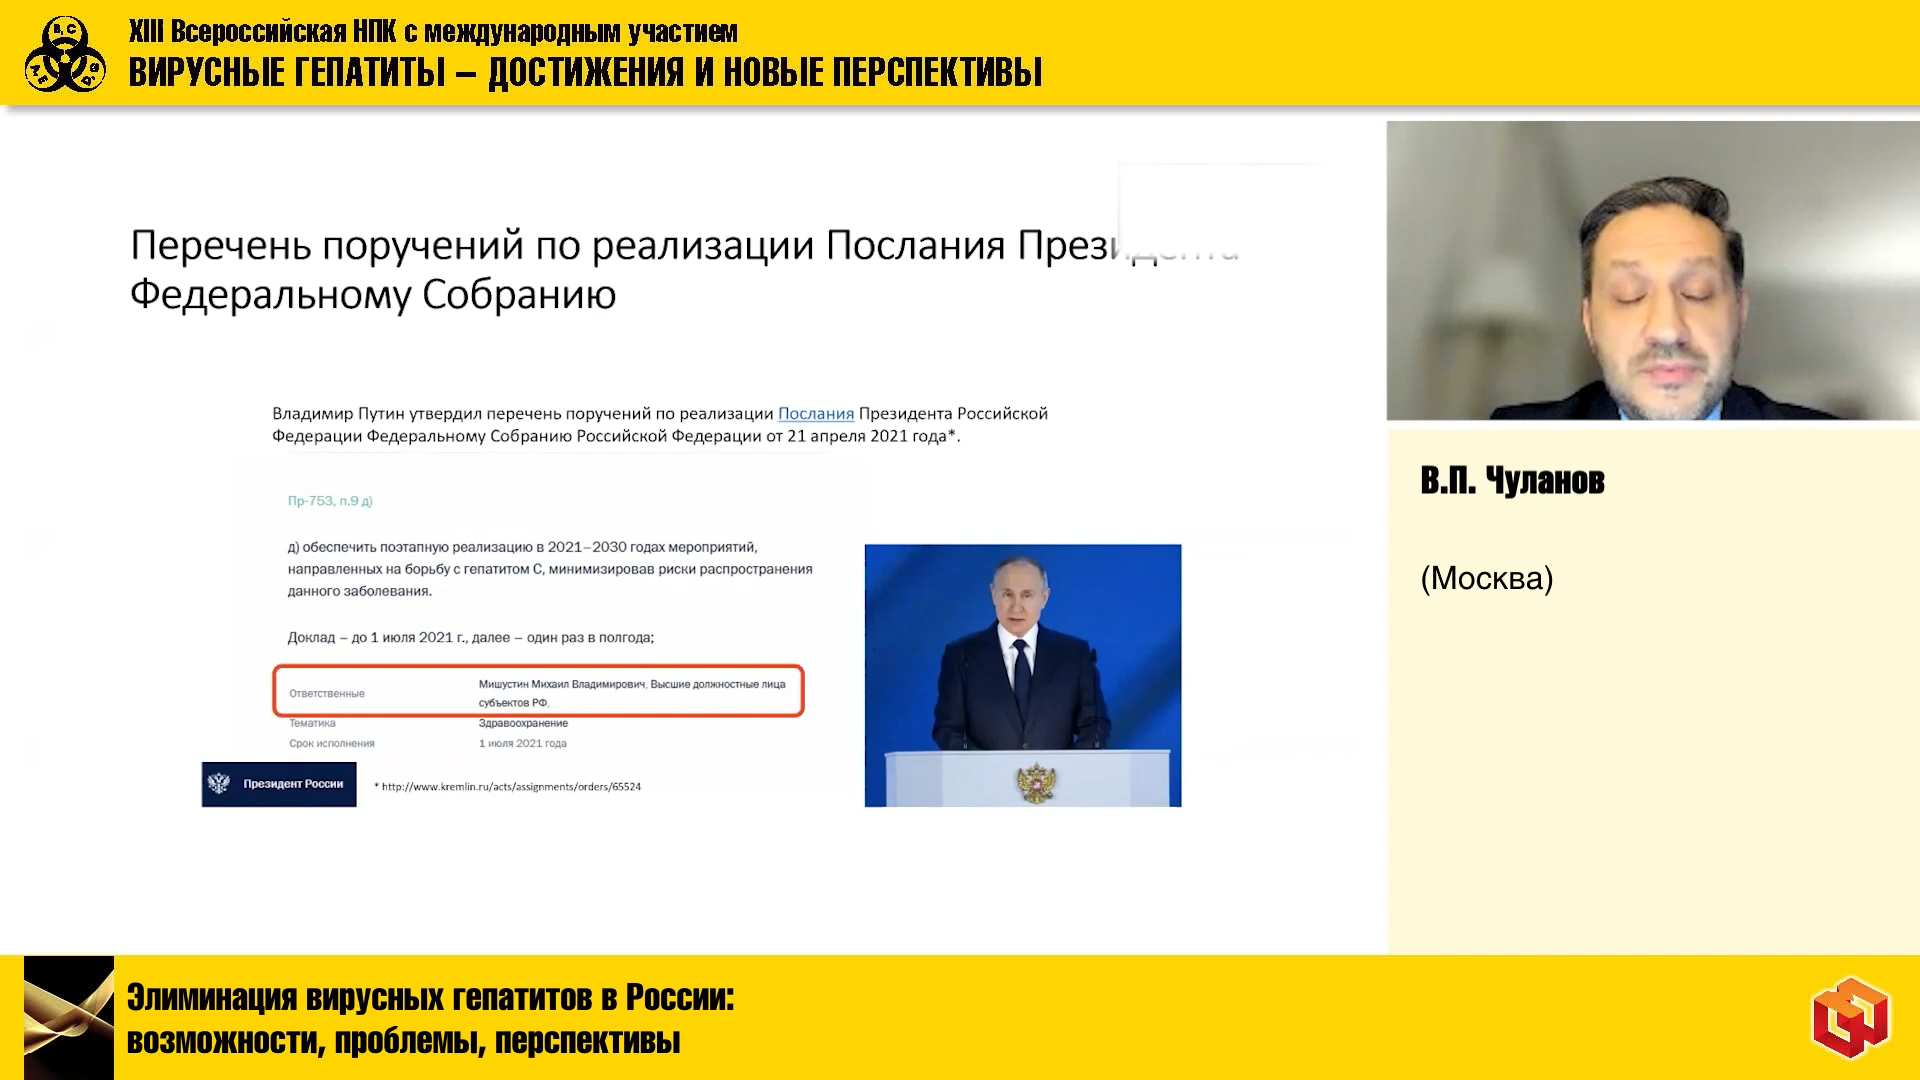 XIII Всероссийская НПК с международным участием
ВИРУСНЫЕ ГЕПАТИТЫ – ДОСТИЖЕНИЯ И НОВЫЕ ПЕРСПЕКТИВЫ
B, C
Перечень поручений по реализации Послания Президента
Федеральному Собранию
Владимир Путин утвердил перечень поручений по реализации Послания Президента Российской
Федерации Федеральному Собранию Российской Федерации от 21 апреля 2021 года*.
Пр-753, п.9 д)
д) обеспечить поэтапную реализацию в 2021–2030 годах мероприятий,
направленных на борьбу с гепатитом С, минимизировав риски распространения
данного заболевания.
Доклад – до 1 июля 2021 г., далее – один раз в полгода;
Ответственные
Мишустин Михаил Владимирович, Высшие должностные лица
субъектов РФ,
Тематика
Здравоохранение
Срок исполнения
1 июля 2021 года
Президент России
* http://www.kremlin.ru/acts/assignments/orders/65524
В.П. Чуланов
(Москва)
Элиминация вирусных гепатитов в России:
возможности, проблемы, перспективы